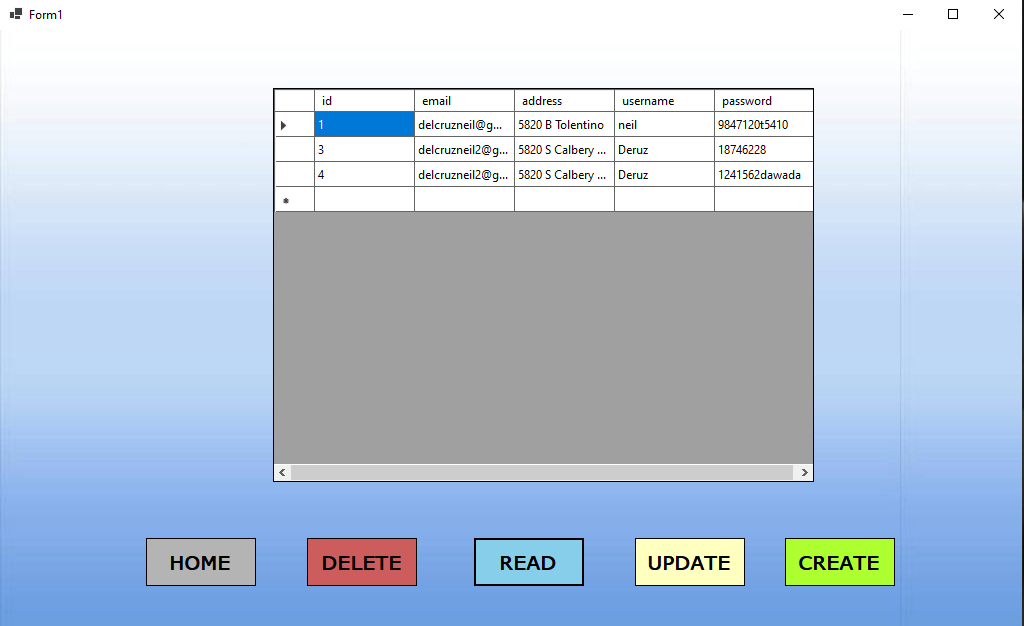 Form1
id email address username password
1 delcruzneil@g... 5820 B Tolentino neil 9847120t5410
3 delcruzneil2@g... 5820 S Calbery ... Deruz 18746228
4 delcruzneil2@g... 5820 S Calbery ... Deruz 1241562dawada
HOME DELETE READ UPDATE CREATE